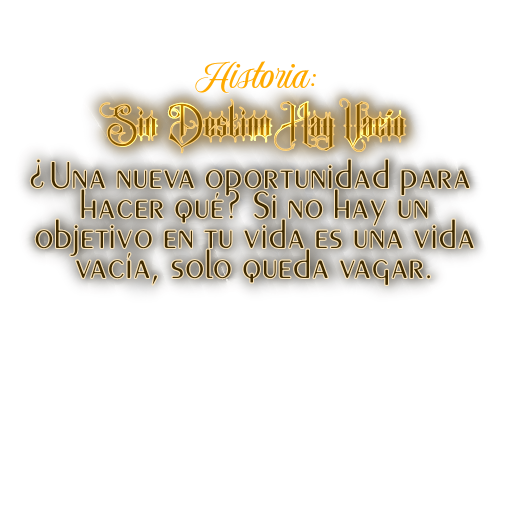 Historia:
Sin Destino Hay Vacío
¿Una nueva oportunidad para
hacer qué? Si no hay un
objetivo en tu vida es una vida
vacía, solo queda vagar.